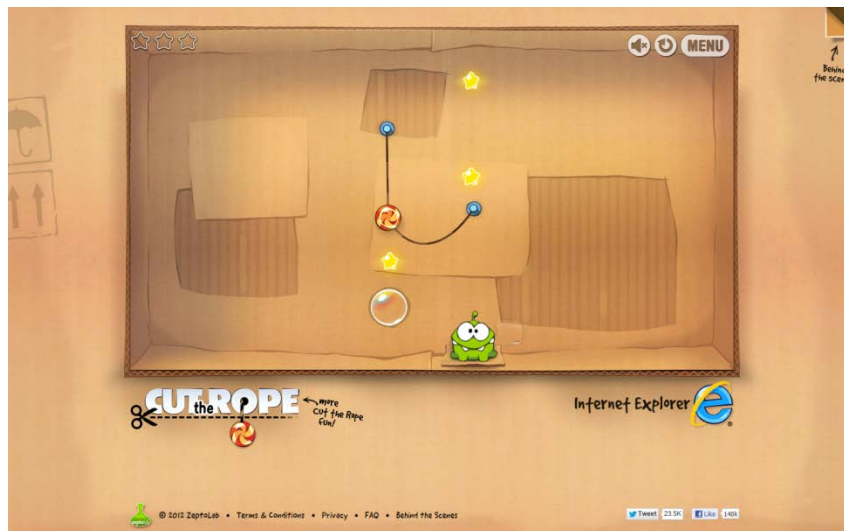 MENU
Behind
the scen
CUT the ROPE
more
Cut the Rope
fun!
Internet Explorer
© 2012 ZeptoLab • Terms & Conditions • Privacy • FAQ • Behind the Scenes
Tweet 23.5K Like 140k